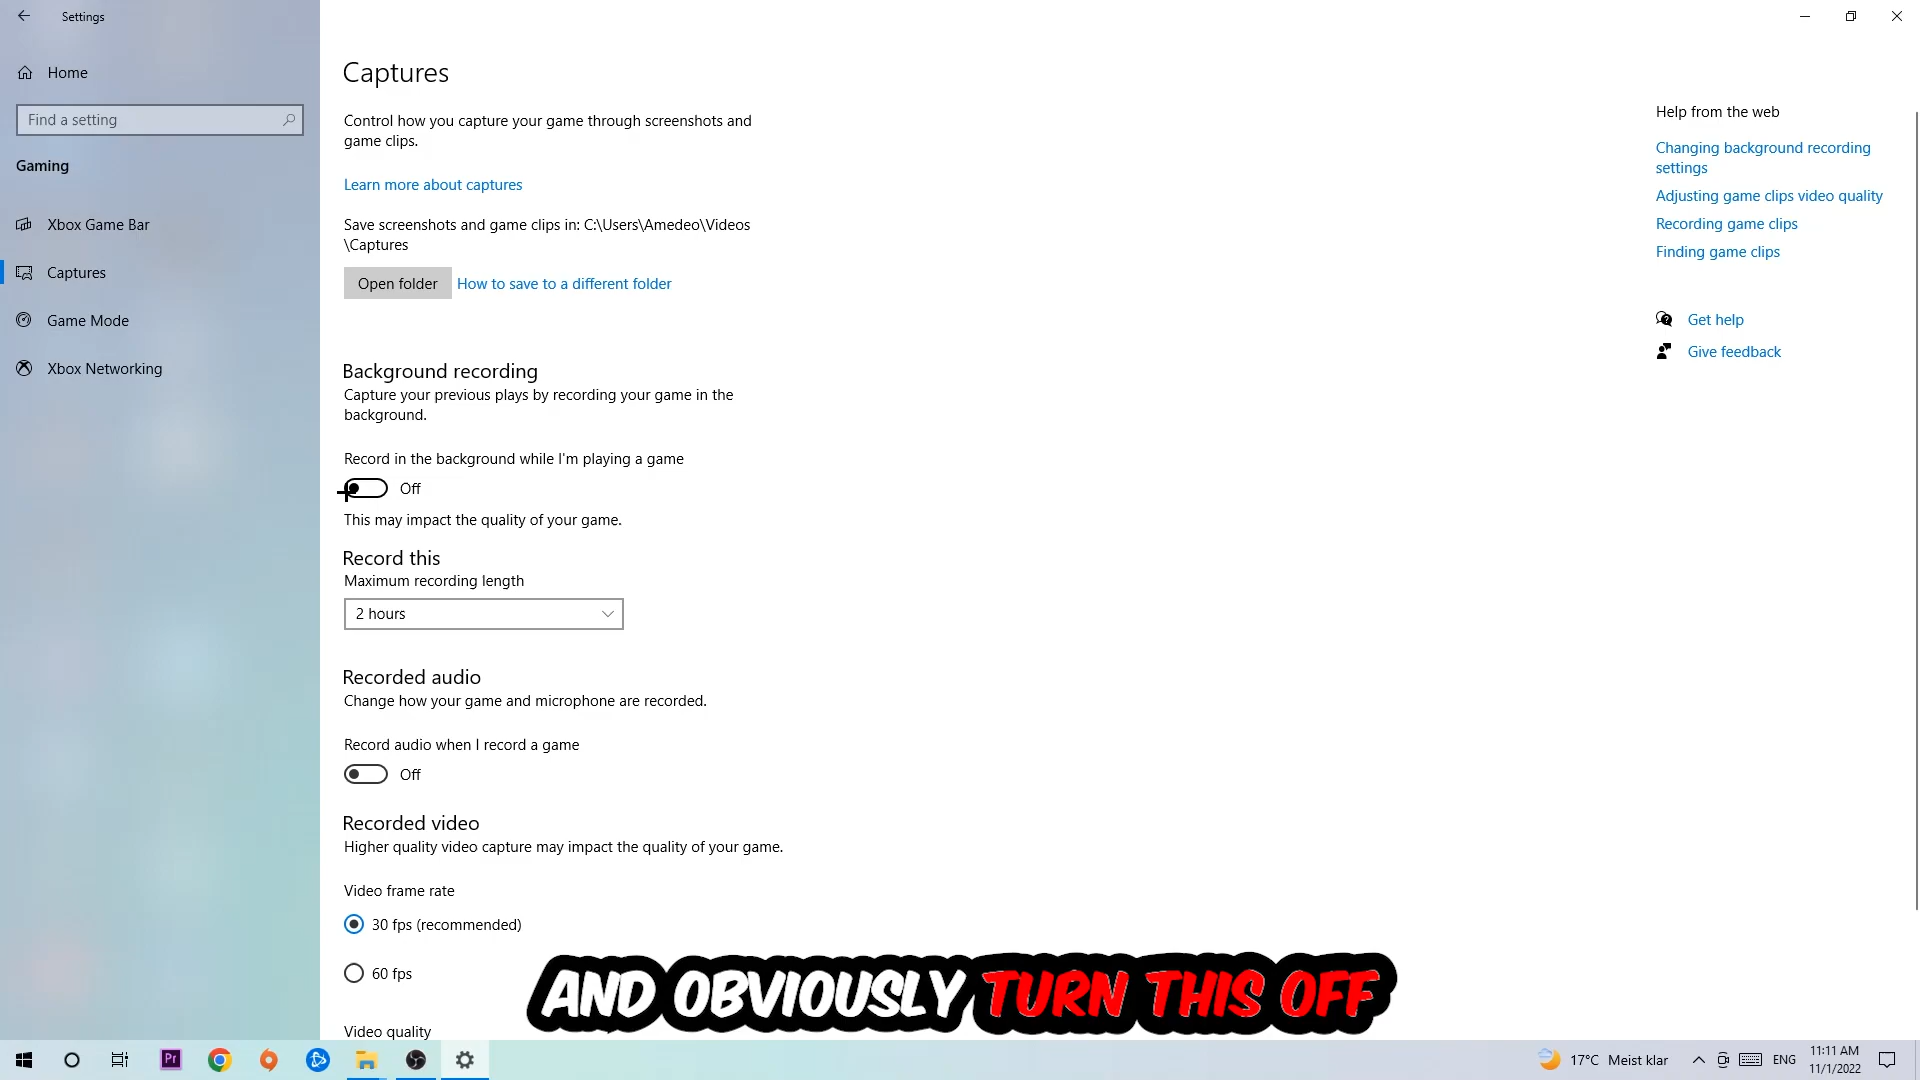 Settings
Home
Find a setting
Gaming
Xbox Game Bar
Captures
Game Mode
Xbox Networking
Captures
Control how you capture your game through screenshots and
game clips.
Learn more about captures
Save screenshots and game clips in: C:\Users\Amedeo\Videos
\Captures
Open folder
How to save to a different folder
Background recording
Capture your previous plays by recording your game in the
background.
Record in the background while I'm playing a game
Off
This may impact the quality of your game.
Record this
Maximum recording length
2 hours
Recorded audio
Change how your game and microphone are recorded.
Record audio when I record a game
Off
Recorded video
Higher quality video capture may impact the quality of your game.
Video frame rate
30 fps (recommended)
60 fps
Video quality
Help from the web
Changing background recording
settings
Adjusting game clips video quality
Recording game clips
Finding game clips
Get help
Give feedback
AND OBVIOUSLY TURN THIS OFF
Pr
17°C Meist klar
ENG
11:11 AM
11/1/2022